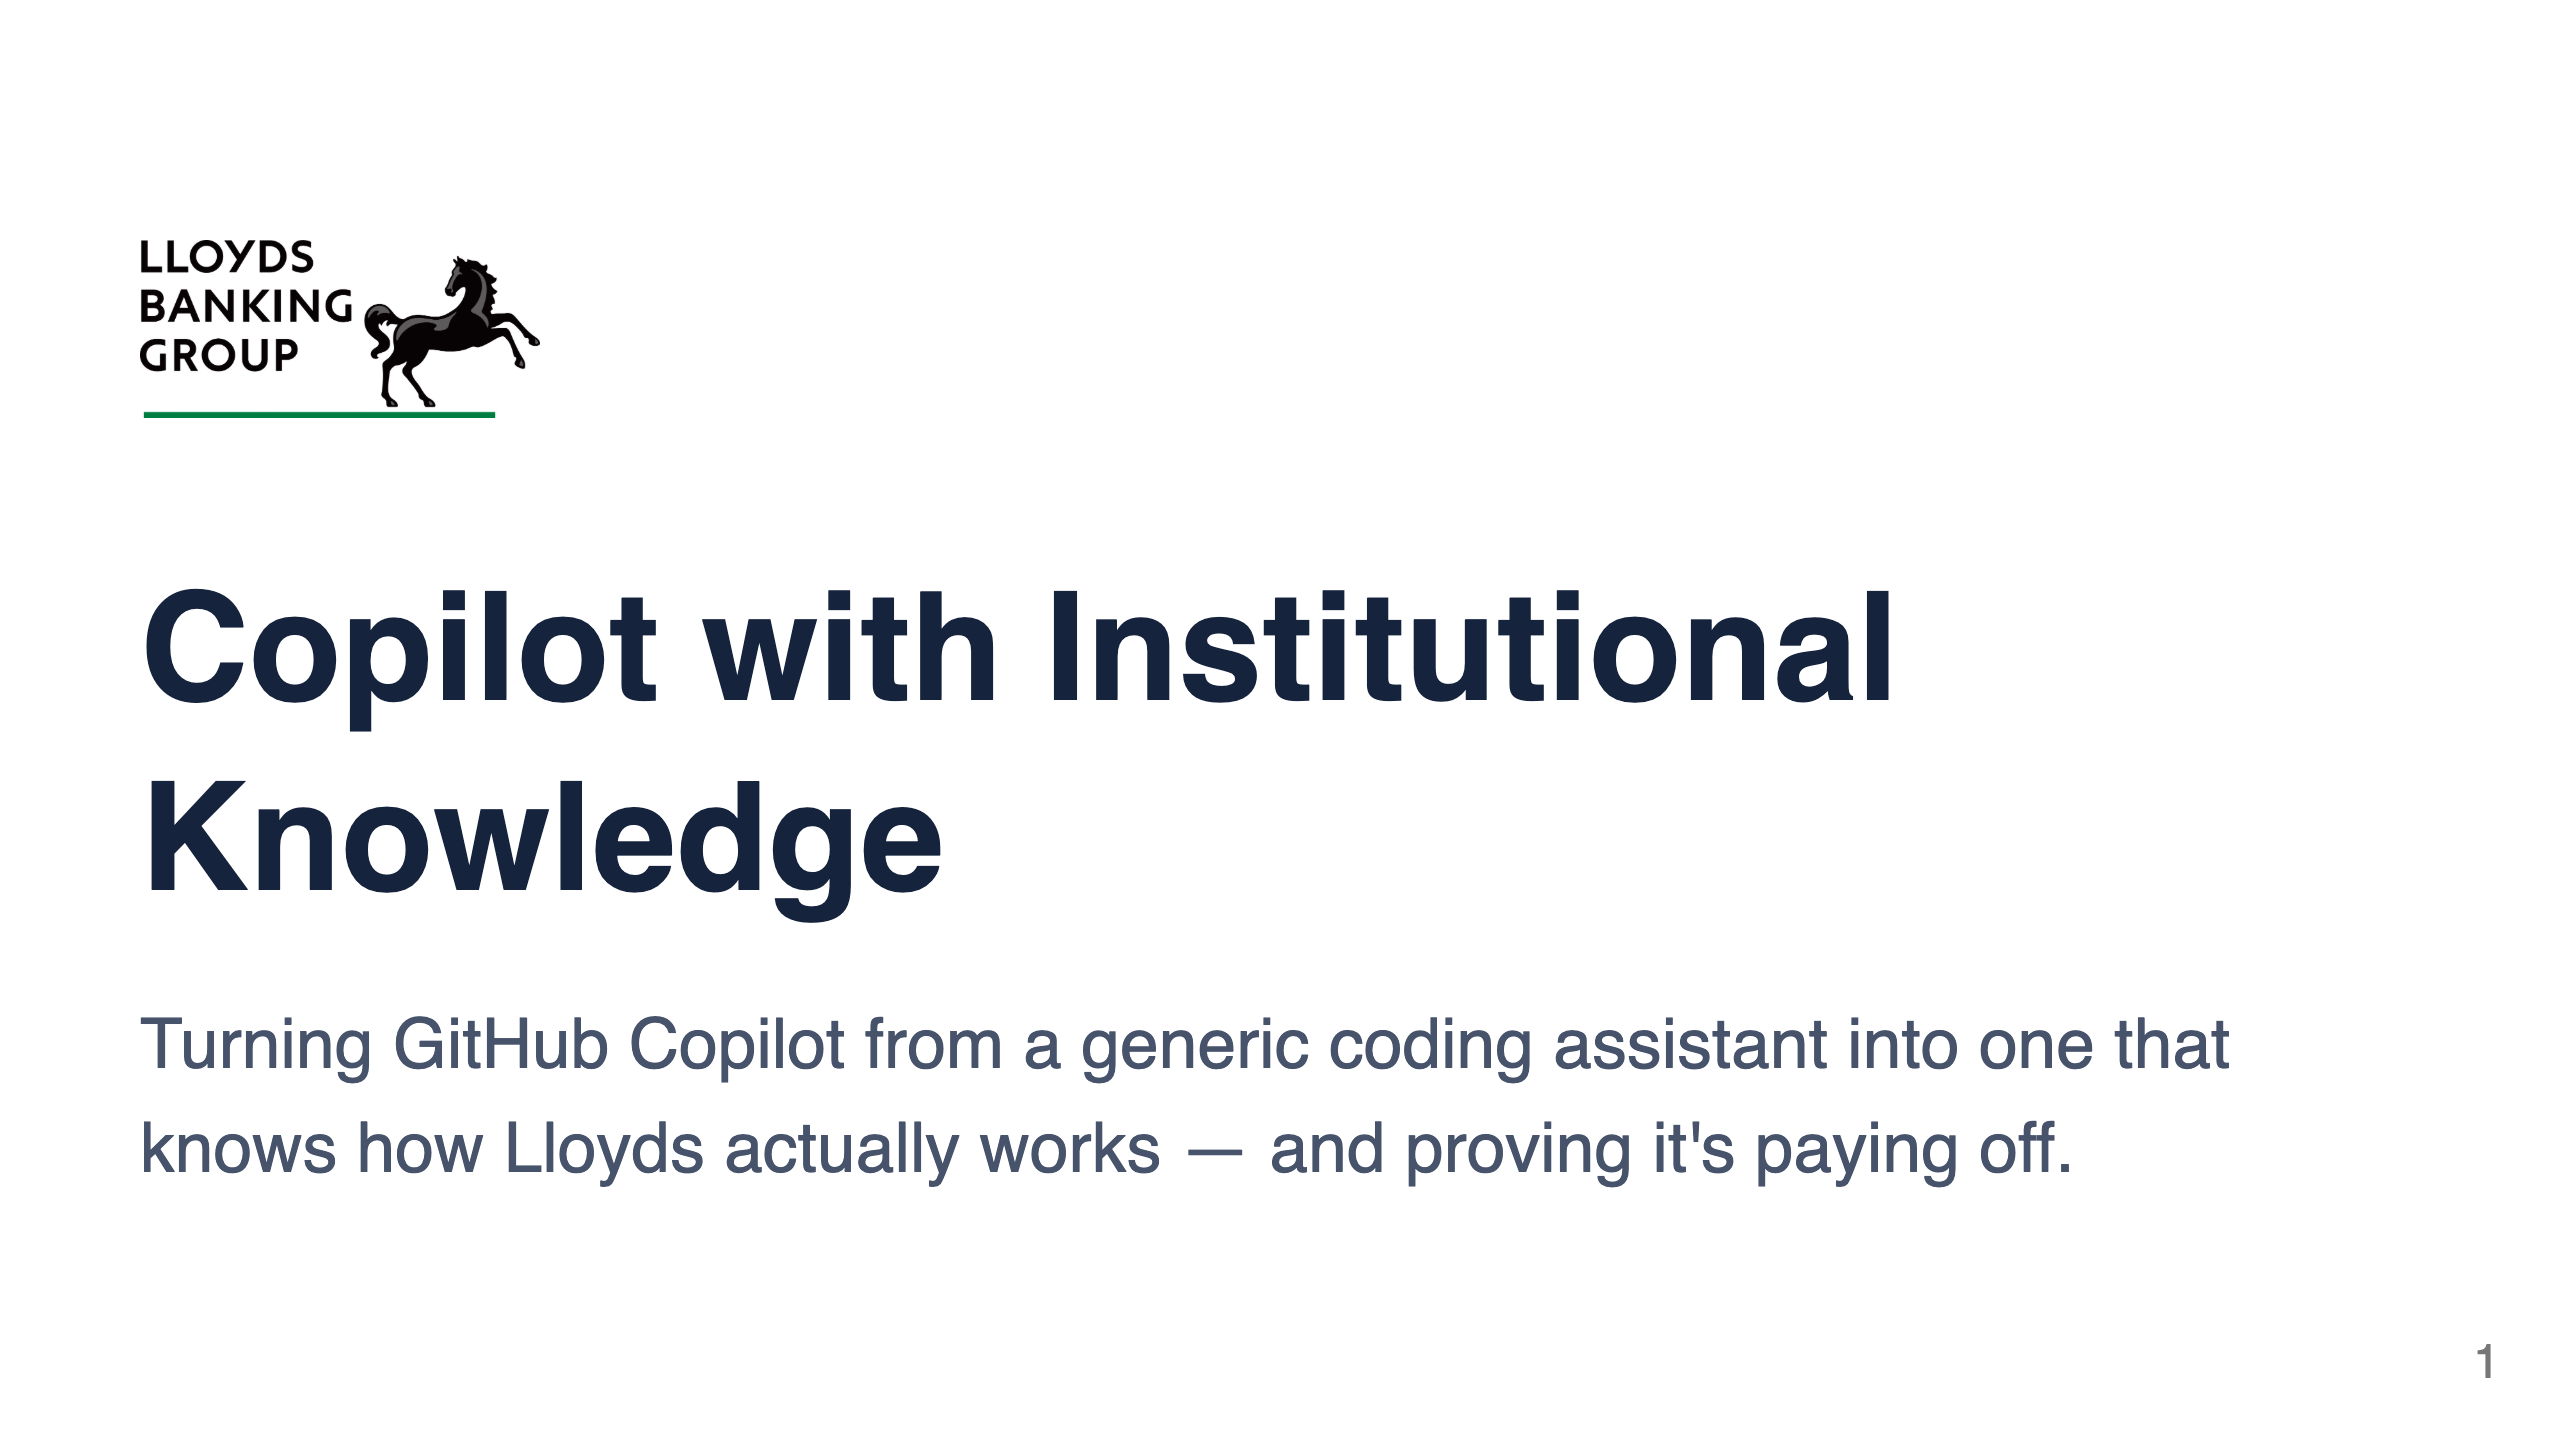 LLOYDS
BANKING
GROUP
Copilot with Institutional
Knowledge
Turning GitHub Copilot from a generic coding assistant into one that
knows how Lloyds actually works — and proving it's paying off.
1